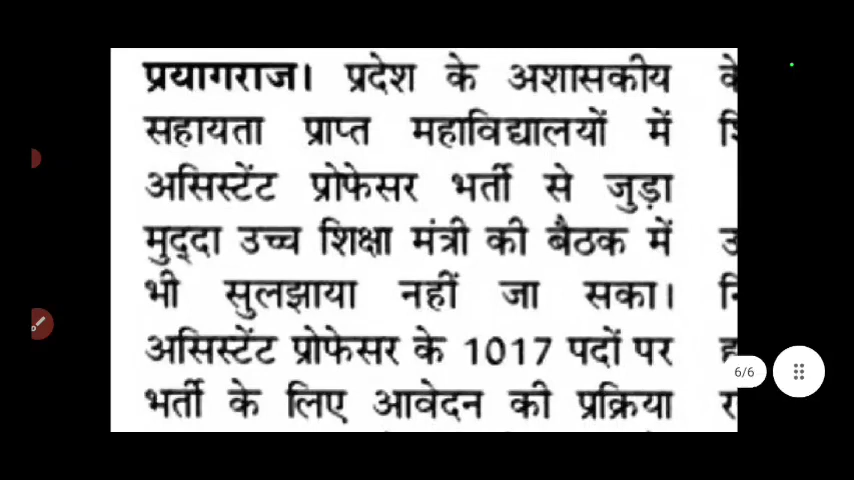 प्रयागराज। प्रदेश के अशासकीय
सहायता प्राप्त महाविद्यालयों में
असिस्टेंट प्रोफेसर भर्ती से जुड़ा
मुद्दा उच्च शिक्षा मंत्री की बैठक में
भी सुलझाया नहीं जा सका।
असिस्टेंट प्रोफेसर के 1017 पदों पर
भर्ती के लिए आवेदन की प्रक्रिया
6/6